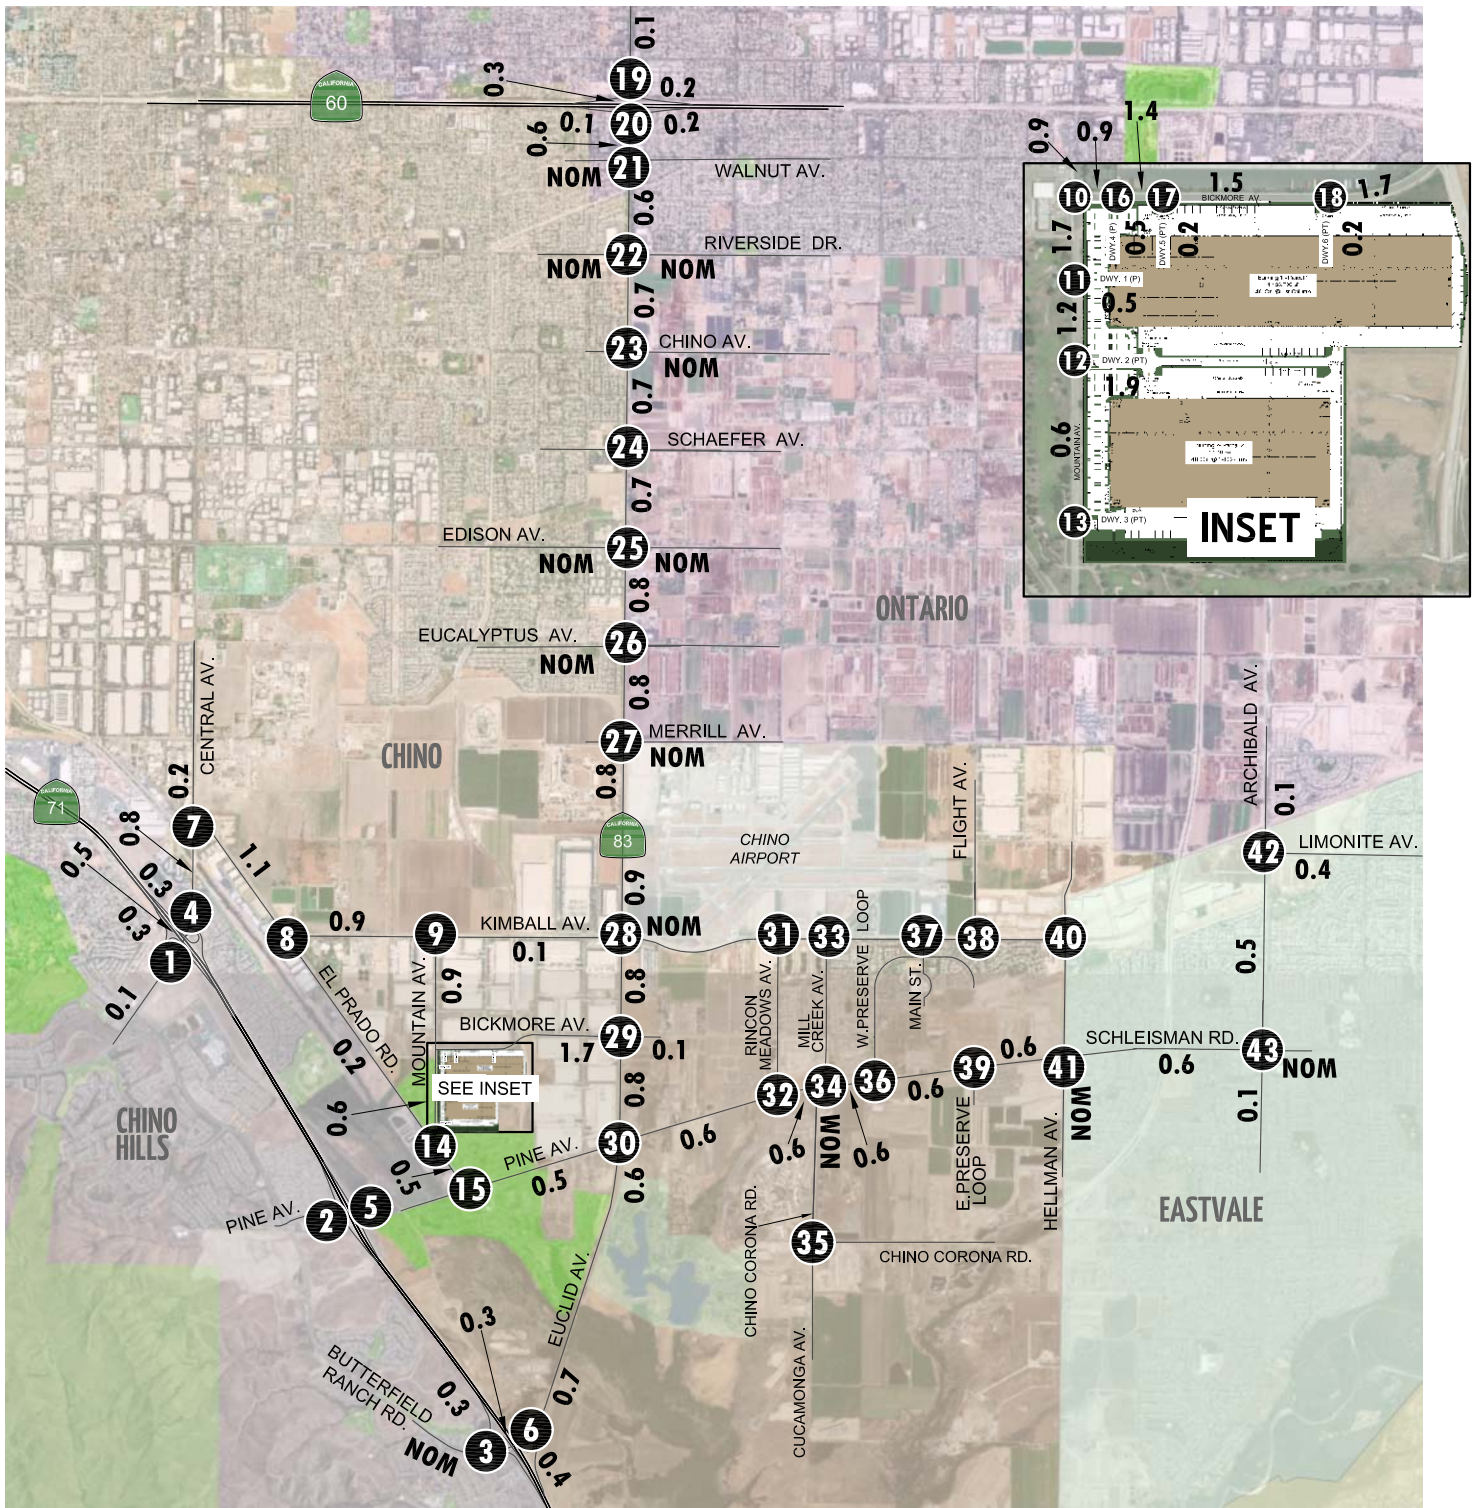 0.1
19
0.3
0.2
CALIFORNIA
60
0.1
20
0.2
0.6
21
NOM
WALNUT AV.
0.6
RIVERSIDE DR.
22
NOM
NOM
0.7
23
CHINO AV.
NOM
0.7
24
SCHAEFER AV.
0.7
EDISON AV.
25
NOM
NOM
0.8
EUCALYPTUS AV.
26
NOM
0.8
27
MERRILL AV.
NOM
0.8
CALIFORNIA
83
0.9
ONTARIO
CHINO
CHINO
AIRPORT
0.9
0.9
1.4
10
16
17
1.5
BICKMORE AV.
18
1.7
1.7
DWY.4 (P)
0.5
DWY.5 (PT)
0.2
DWY.6 (PT)
0.2
11
DWY. 1 (P)
0.5
1.2
12
DWY. 2 (PT)
1.9
0.6
MOUNTAIN AV.
13
DWY. 3 (PT)
INSET
CENTRAL AV.
0.2
CALIFORNIA
71
7
0.8
1.1
0.5
0.3
4
0.3
1
0.1
8
0.9
9
KIMBALL AV.
0.1
28
NOM
31
33
W.PRESERVE LOOP
37
FLIGHT AV.
38
40
ARCHIBALD AV.
0.1
42
LIMONITE AV.
0.4
0.5
EL PRADO RD.
0.2
MOUNTAIN AV.
0.9
0.8
BICKMORE AV.
1.7
29
0.1
SEE INSET
0.6
0.8
RINCON
MEADOWS AV.
MILL
CREEK AV.
MAIN ST.
SCHLEISMAN RD.
0.6
43
NOM
0.1
32
34
36
39
0.6
41
0.6
0.6
NOM
0.6
0.6
NOM
E.PRESERVE
LOOP
HELLMAN AV.
CHINO
HILLS
14
0.5
15
PINE AV.
0.5
30
0.6
PINE AV.
2
5
EASTVALE
CHINO CORONA RD.
35
CHINO CORONA RD.
CUCAMONGA AV.
EUCLID AV.
0.3
0.7
BUTTERFIELD
RANCH RD.
0.3
NOM
3
6
0.4